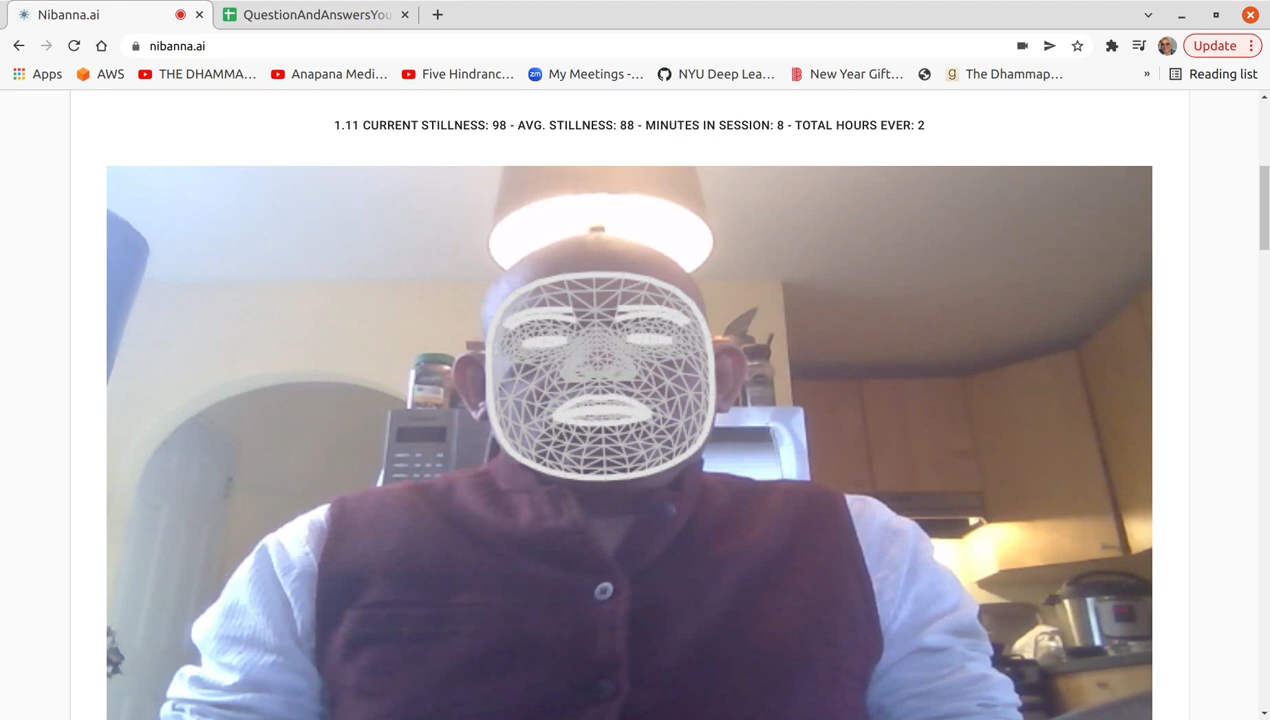 Nibanna.ai
QuestionAndAnswersYou
nibanna.ai
Update
Apps
AWS
THE DHAMMA…
Anapana Medi…
Five Hindranc…
zm
My Meetings -…
NYU Deep Lea…
New Year Gift…
g
The Dhammap…
»
Reading list
1.11 CURRENT STILLNESS: 98 - AVG. STILLNESS: 88 - MINUTES IN SESSION: 8 - TOTAL HOURS EVER: 2